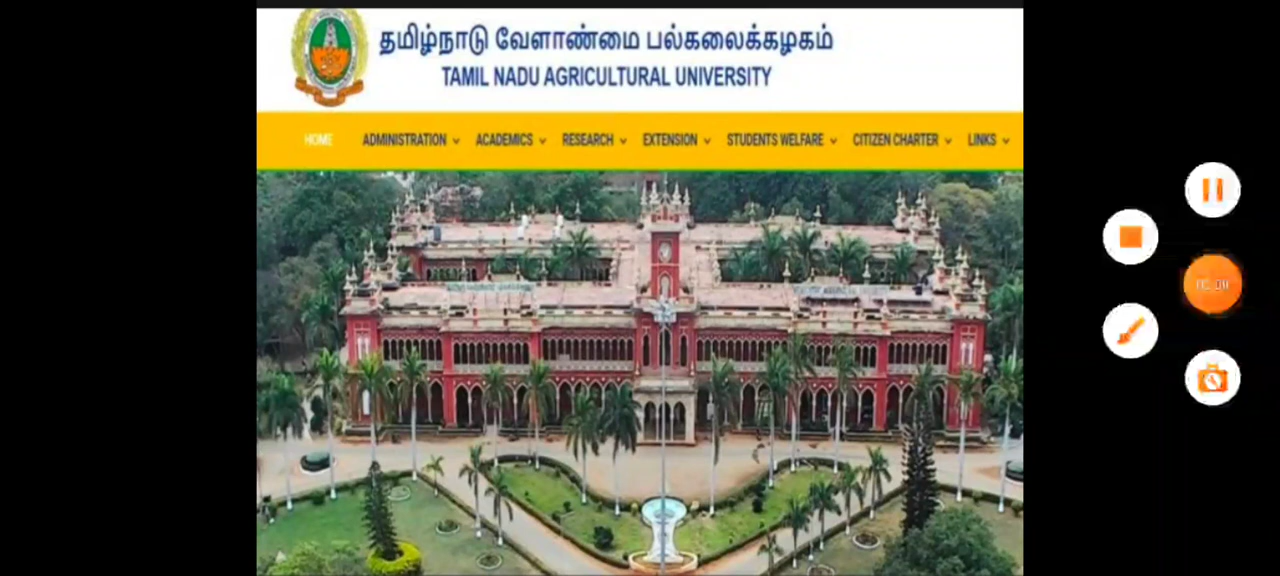 தமிழ்நாடு வேளாண்மை பல்கலைக்கழகம்
TAMIL NADU AGRICULTURAL UNIVERSITY
HOME ADMINISTRATION ACADEMICS RESEARCH EXTENSION STUDENTS WELFARE CITIZEN CHARTER LINKS